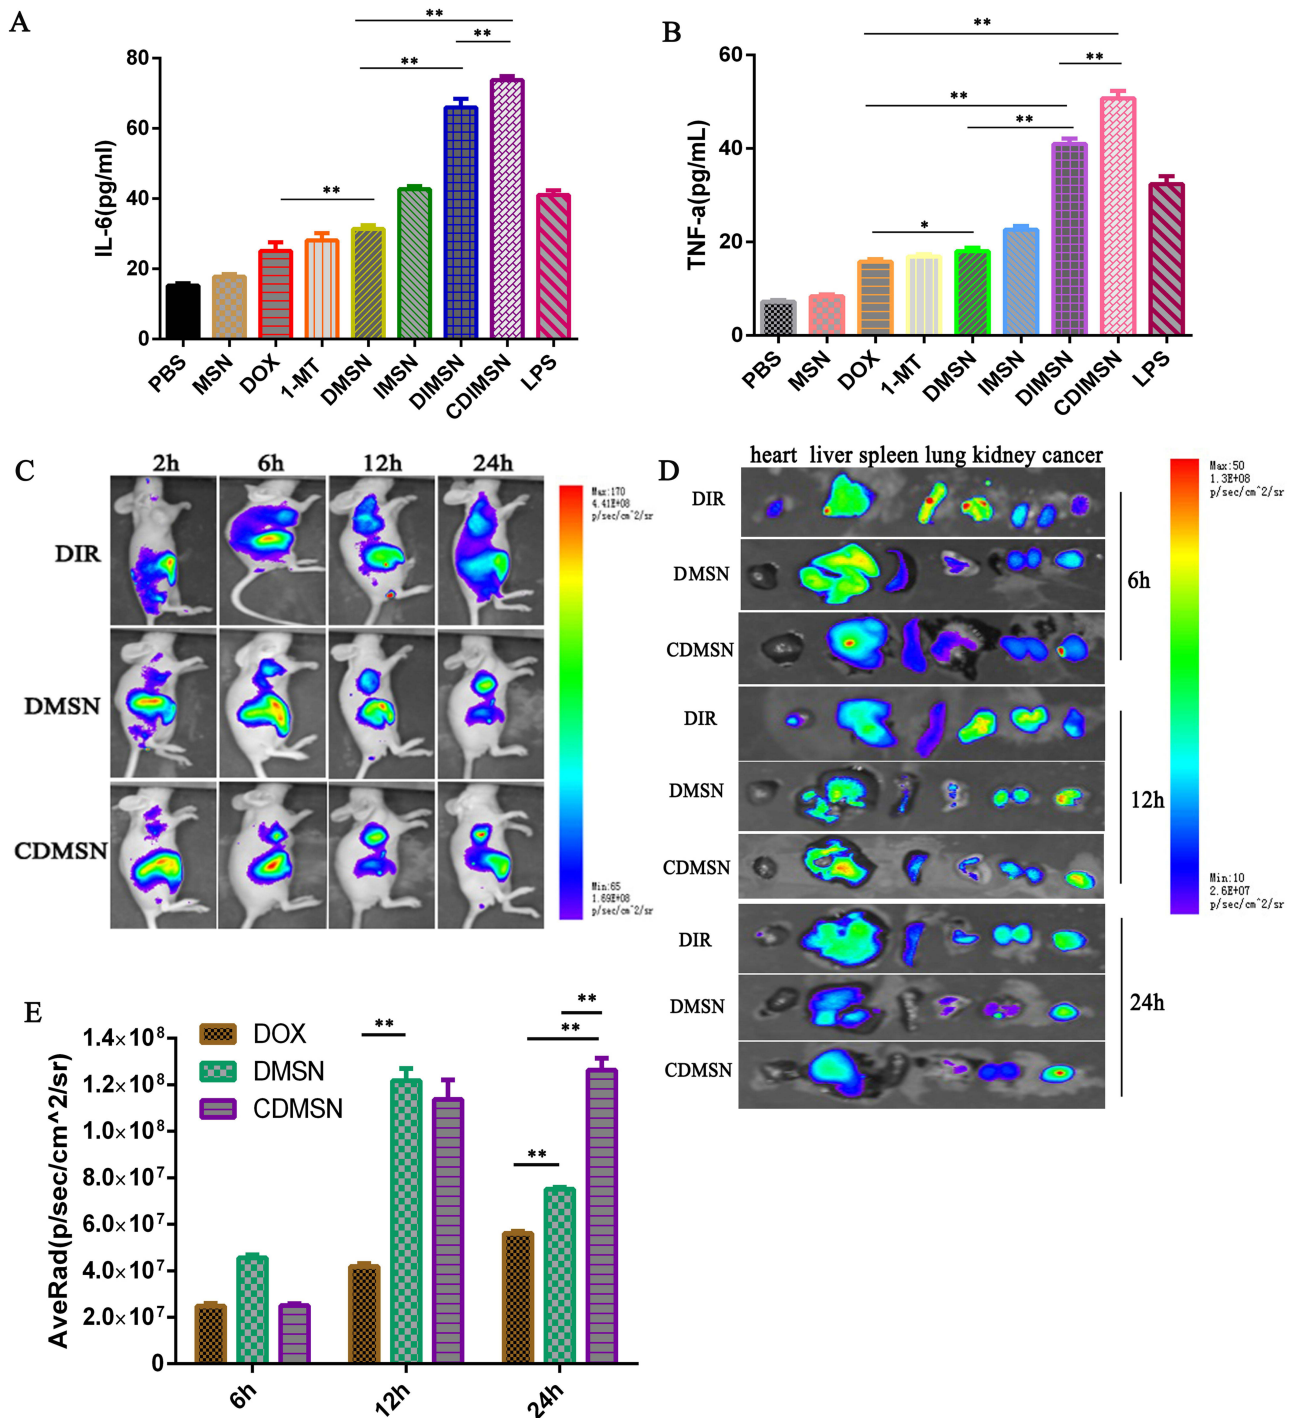 A
**
**
**
**
80
60
40
20
0
IL-6(pg/ml)
PBS
MSN
DOX
1-MT
DMSN
IMSN
DIMSN
CDIMSN
LPS
B
**
**
**
**
*
60
40
20
0
TNF-a(pg/mL)
PBS
MSN
DOX
1-MT
DMSN
IMSN
DIMSN
CDIMSN
LPS
C
2h 6h 12h 24h
DIR
DMSN
CDMSN
Max:170
4.41E+08
p/sec/cm^2/sr
Min:65
1.69E+08
p/sec/cm^2/sr
D
heart liver spleen lung kidney cancer
DIR
DMSN
CDMSN
6h
DIR
DMSN
CDMSN
12h
DIR
DMSN
CDMSN
24h
Max:50
1.3E+08
p/sec/cm^2/sr
Min:10
2.6E+07
p/sec/cm^2/sr
E
AveRad(p/sec/cm^2/sr)
1.4×10⁸
1.2×10⁸
1.0×10⁸
8.0×10⁷
6.0×10⁷
4.0×10⁷
2.0×10⁷
0
DOX
DMSN
CDMSN
**
**
**
**
6h
12h
24h